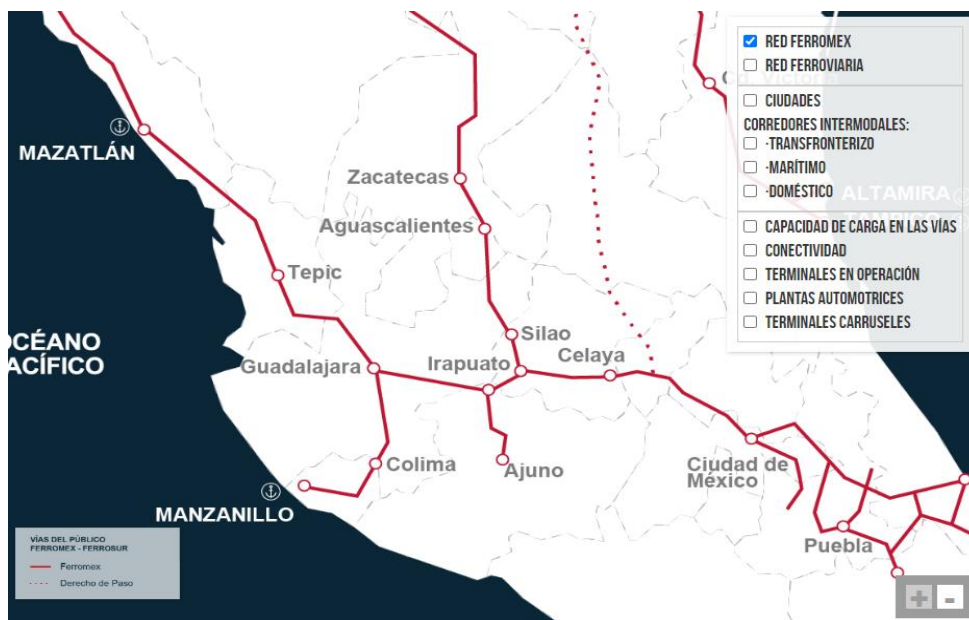 RED FERROMEX
RED FERROVIARIA
CIUDADES
CORREDORES INTERMODALES:
-TRANSFRONTERIZO
-MARÍTIMO
-DOMÉSTICO
CAPACIDAD DE CARGA EN LAS VÍAS
CONECTIVIDAD
TERMINALES EN OPERACIÓN
PLANTAS AUTOMOTRICES
TERMINALES CARRUSELES
Cd. Victoria
ALTAMIRA
TAMPICO
MAZATLÁN
Zacatecas
Aguascalientes
Tepic
OCÉANO
PACÍFICO
Silao
Guadalajara
Irapuato
Celaya
Colima
Ajuno
Ciudad de
México
MANZANILLO
Puebla
VÍAS DEL PÚBLICO
FERROMEX - FERROSUR
Ferromex
Derecho de Paso
+ -